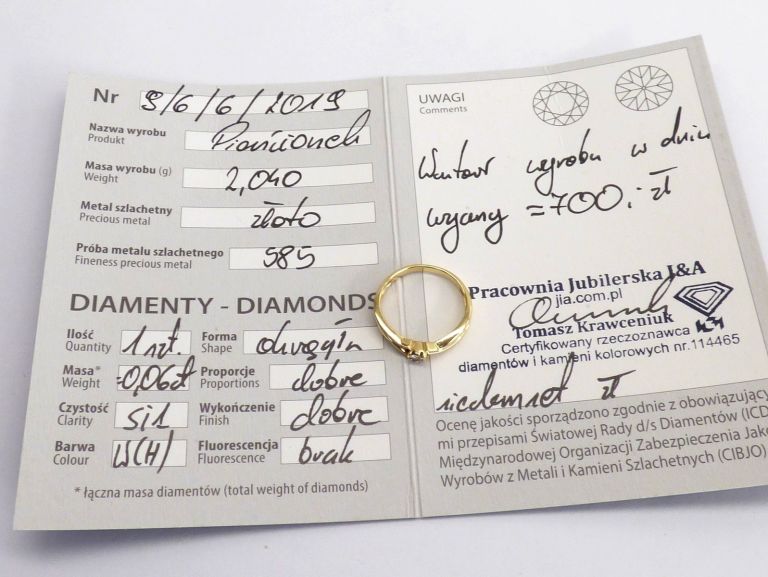 Nr 9/6/6/2019
Nazwa wyrobu Pierścionek
Produkt
Masa wyrobu (g) 2,040
Weight
Metal szlachetny złoto
Precious metal
Próba metalu szlachetnego 585
Fineness precious metal
DIAMENTY - DIAMONDS
Ilość 1 szt. Forma okrągła
Quantity Shape
Masa* -0,06ct Proporcje dobre
Weight Proportions
Czystość Si1 Wykończenie dobre
Clarity Finish
Barwa W(H) Fluorescencja brak
Colour Fluorescence
* łączna masa diamentów (total weight of diamonds)
UWAGI
Comments
Wartość wyrobu w dniu
wyceny =700,- zł
Pracownia Jubilerska J&A
jia.com.pl
Tomasz Krawceniuk
Certyfikowany rzeczoznawca
diamentów i kamieni kolorowych nr.114465
siedemset zł
Ocenę jakości sporządzono zgodnie z obowiązujący
mi przepisami Światowej Rady d/s Diamentów (ICD
Międzynarodowej Organizacji Zabezpieczenia Jako
Wyrobów z Metali i Kamieni Szlachetnych (CIBJO)